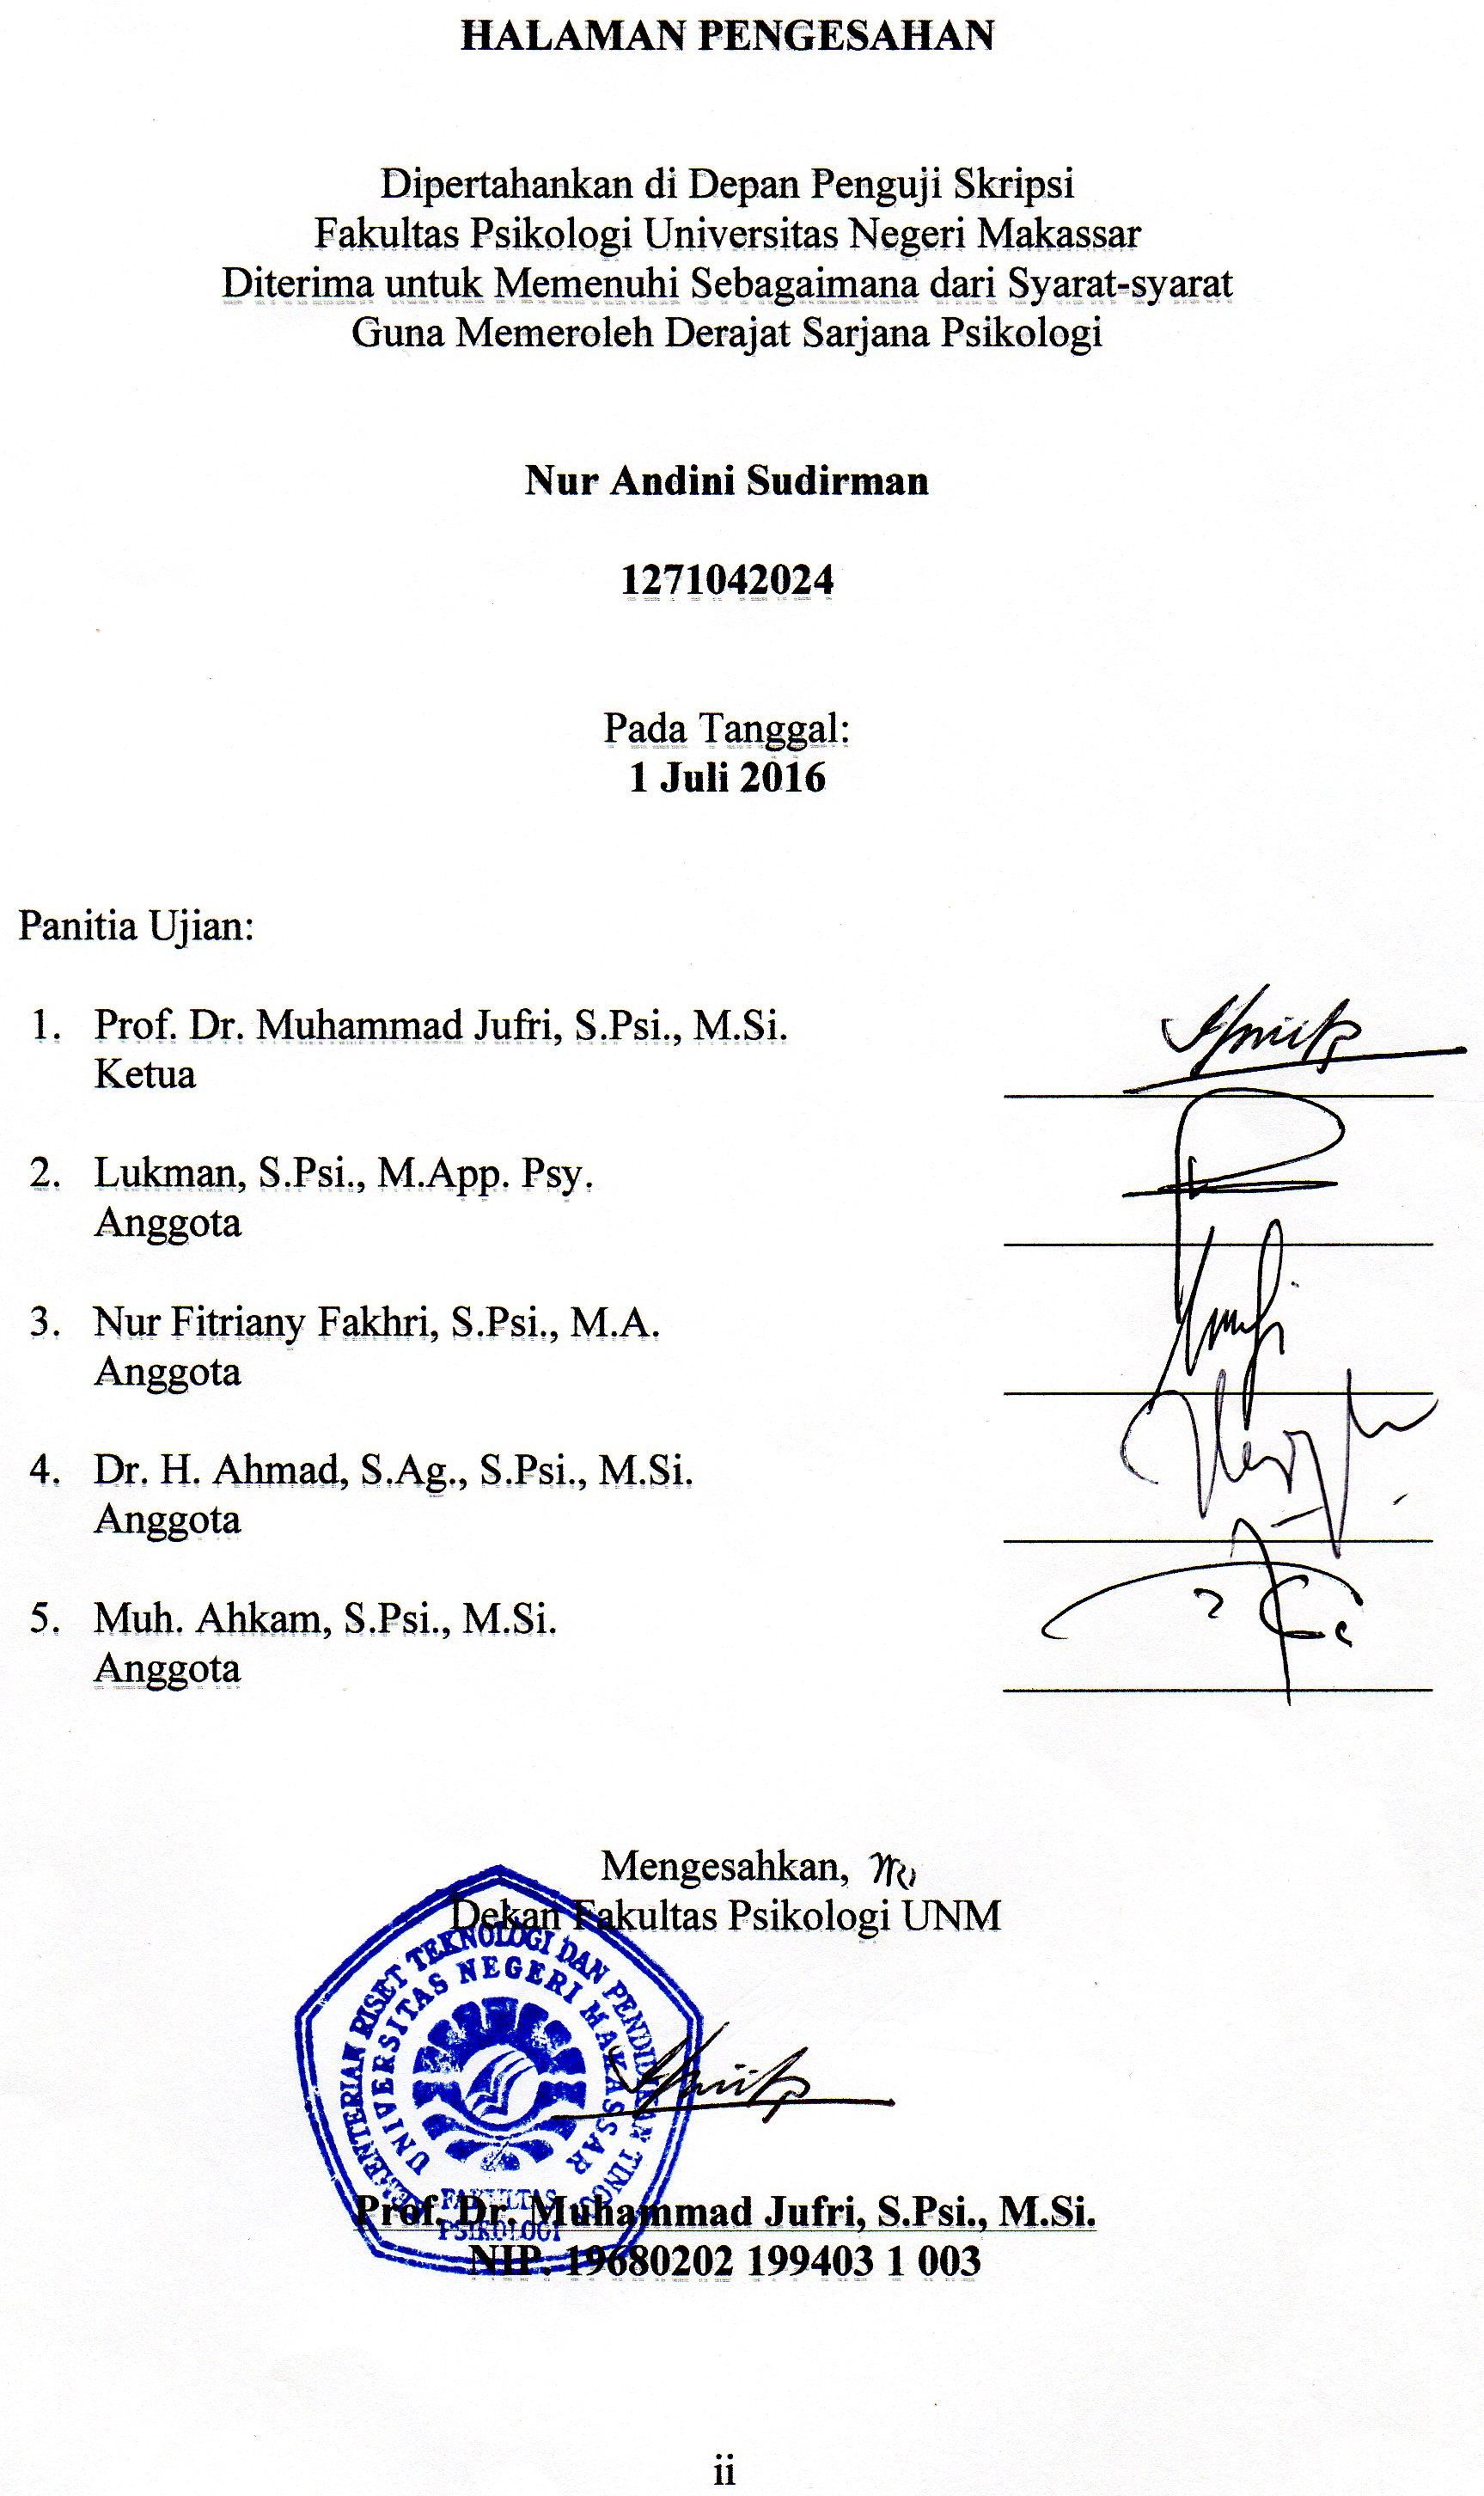 HALAMAN PENGESAHAN
Dipertahankan di Depan Penguji Skripsi
Fakultas Psikologi Universitas Negeri Makassar
Diterima untuk Memenuhi Sebagaimana dari Syarat-syarat
Guna Memeroleh Derajat Sarjana Psikologi
Nur Andini Sudirman
1271042024
Pada Tanggal:
1 Juli 2016
Panitia Ujian:
1. Prof. Dr. Muhammad Jufri, S.Psi., M.Si.
Ketua
2. Lukman, S.Psi., M.App. Psy.
Anggota
3. Nur Fitriany Fakhri, S.Psi., M.A.
Anggota
4. Dr. H. Ahmad, S.Ag., S.Psi., M.Si.
Anggota
5. Muh. Ahkam, S.Psi., M.Si.
Anggota
Mengesahkan,
Dekan Fakultas Psikologi UNM
RISET TEKNOLOGI DAN PENDIDIKAN
UNIVERSITAS NEGERI MAKASSAR
FAKULTAS
PSIKOLOGI
Prof. Dr. Muhammad Jufri, S.Psi., M.Si.
NIP. 19680202 199403 1 003
ii